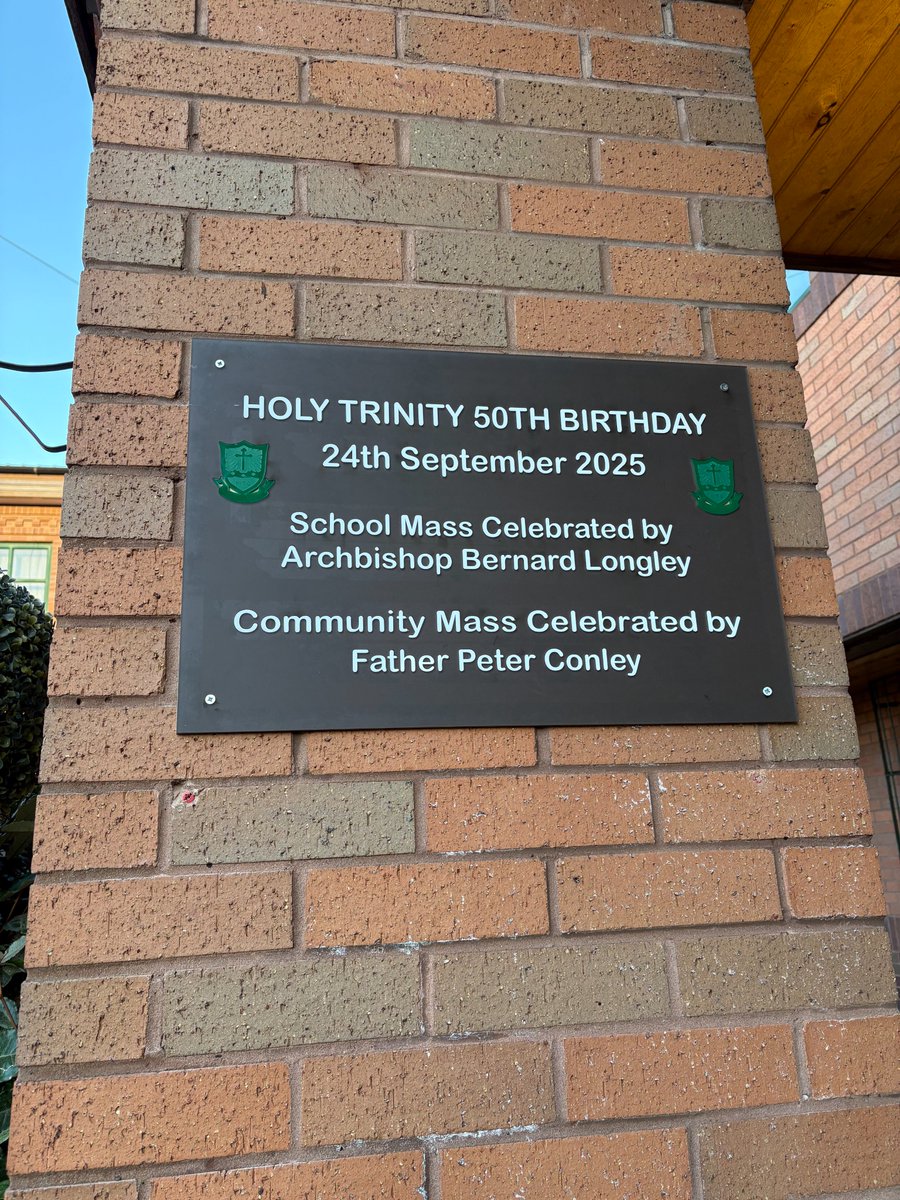 HOLY TRINITY 50TH BIRTHDAY
24th September 2025
School Mass Celebrated by
Archbishop Bernard Longley
Community Mass Celebrated by
Father Peter Conley